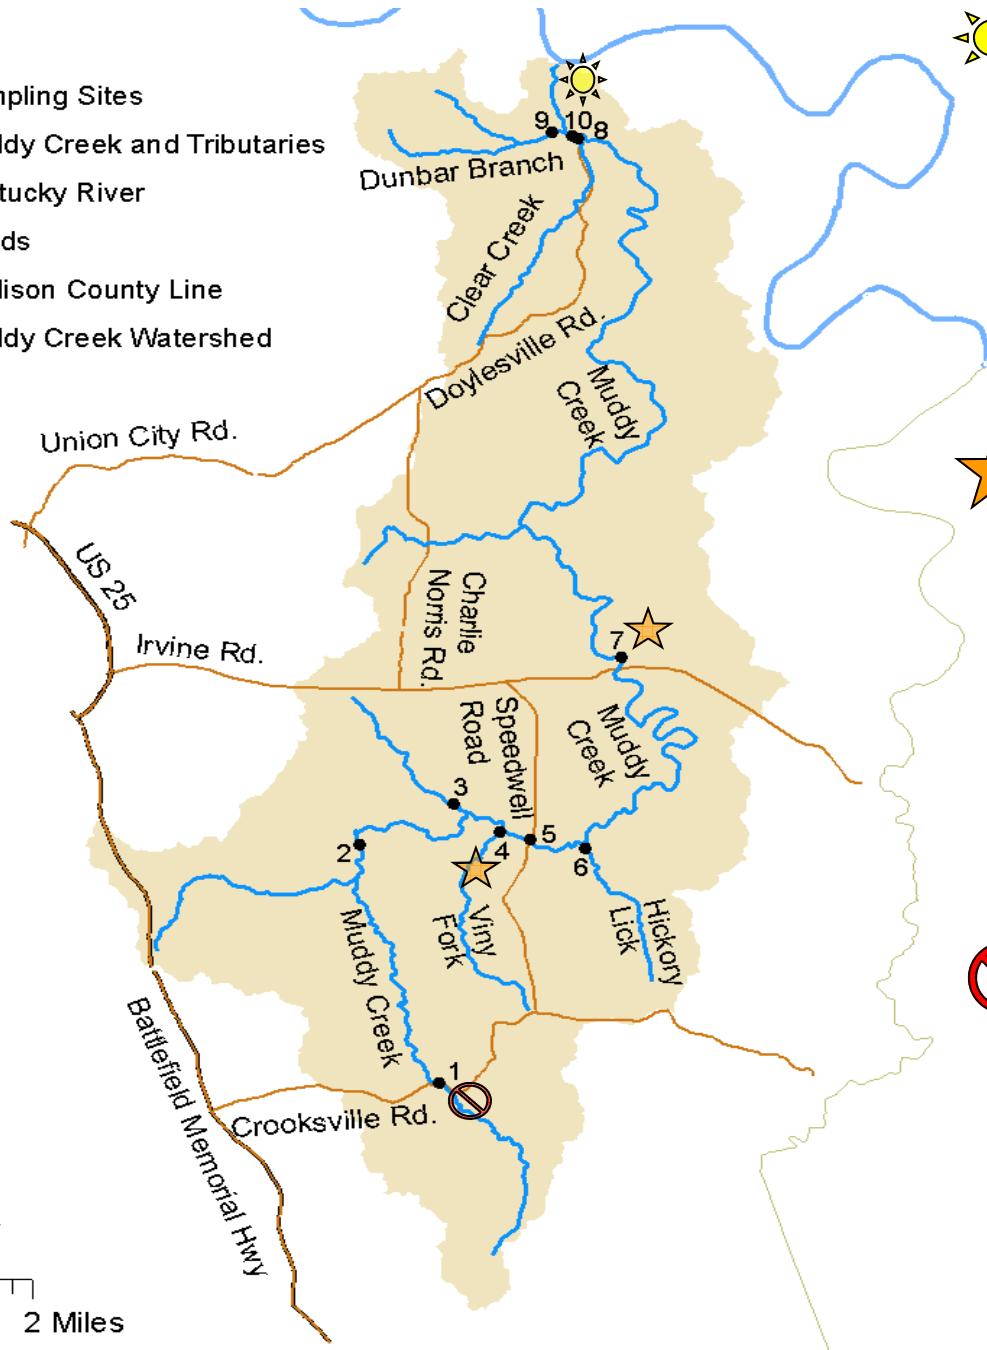 mpling Sites
ddy Creek and Tributaries
tucky River
ds
dison County Line
ddy Creek Watershed
9
10
8
Dunbar Branch
Clear Creek
Doylesville Rd.
Muddy
Creek
Union City Rd.
US 25
Charlie
Norris Rd.
Irvine Rd.
7
Speedwell
Road
Muddy
Creek
3
2
4
5
6
Viny
Fork
Hickory
Lick
Muddy Creek
Battlefield Memorial Hwy
1
Crooksville Rd.
2 Miles